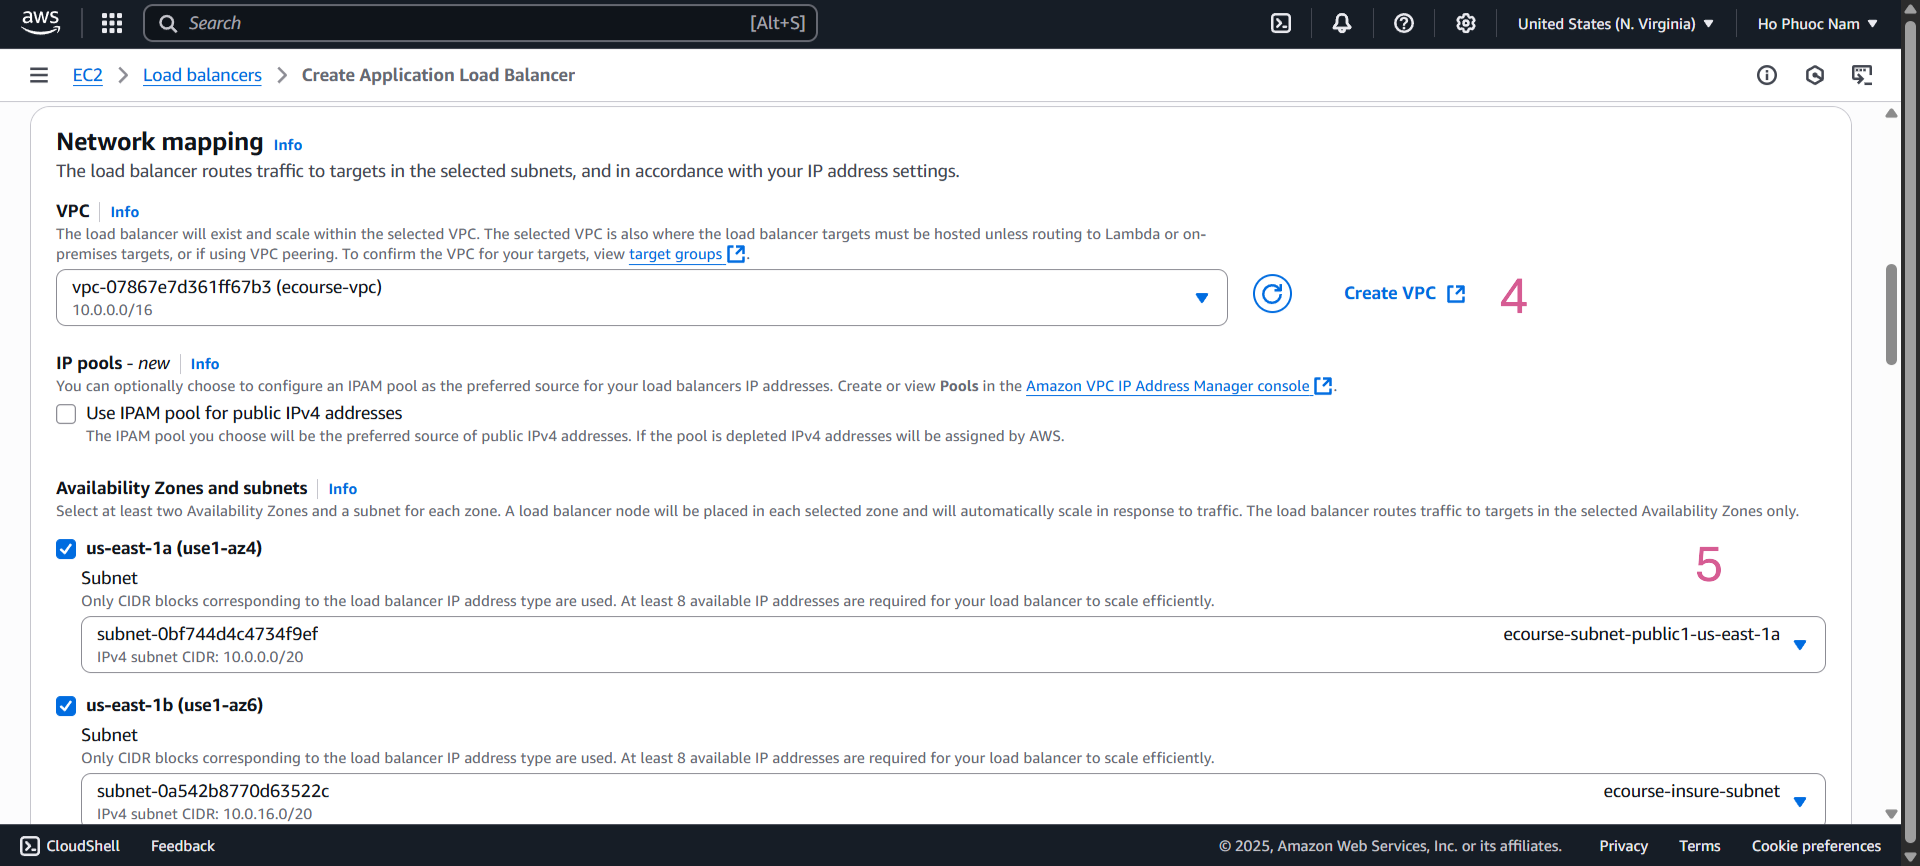 aws
Search [Alt+S]
United States (N. Virginia)
Ho Phuoc Nam
EC2
Load balancers
Create Application Load Balancer
Network mapping Info
The load balancer routes traffic to targets in the selected subnets, and in accordance with your IP address settings.
VPC Info
The load balancer will exist and scale within the selected VPC. The selected VPC is also where the load balancer targets must be hosted unless routing to Lambda or on-
premises targets, or if using VPC peering. To confirm the VPC for your targets, view target groups.
vpc-07867e7d361ff67b3 (ecourse-vpc)
10.0.0.0/16
Create VPC
4
IP pools - new Info
You can optionally choose to configure an IPAM pool as the preferred source for your load balancers IP addresses. Create or view Pools in the Amazon VPC IP Address Manager console.
Use IPAM pool for public IPv4 addresses
The IPAM pool you choose will be the preferred source of public IPv4 addresses. If the pool is depleted IPv4 addresses will be assigned by AWS.
Availability Zones and subnets Info
Select at least two Availability Zones and a subnet for each zone. A load balancer node will be placed in each selected zone and will automatically scale in response to traffic. The load balancer routes traffic to targets in the selected Availability Zones only.
us-east-1a (use1-az4)
5
Subnet
Only CIDR blocks corresponding to the load balancer IP address type are used. At least 8 available IP addresses are required for your load balancer to scale efficiently.
subnet-0bf744d4c4734f9ef ecourse-subnet-public1-us-east-1a
IPv4 subnet CIDR: 10.0.0.0/20
us-east-1b (use1-az6)
Subnet
Only CIDR blocks corresponding to the load balancer IP address type are used. At least 8 available IP addresses are required for your load balancer to scale efficiently.
subnet-0a542b8770d63522c ecourse-insure-subnet
IPv4 subnet CIDR: 10.0.16.0/20
CloudShell
Feedback
© 2025, Amazon Web Services, Inc. or its affiliates.
Privacy
Terms
Cookie preferences